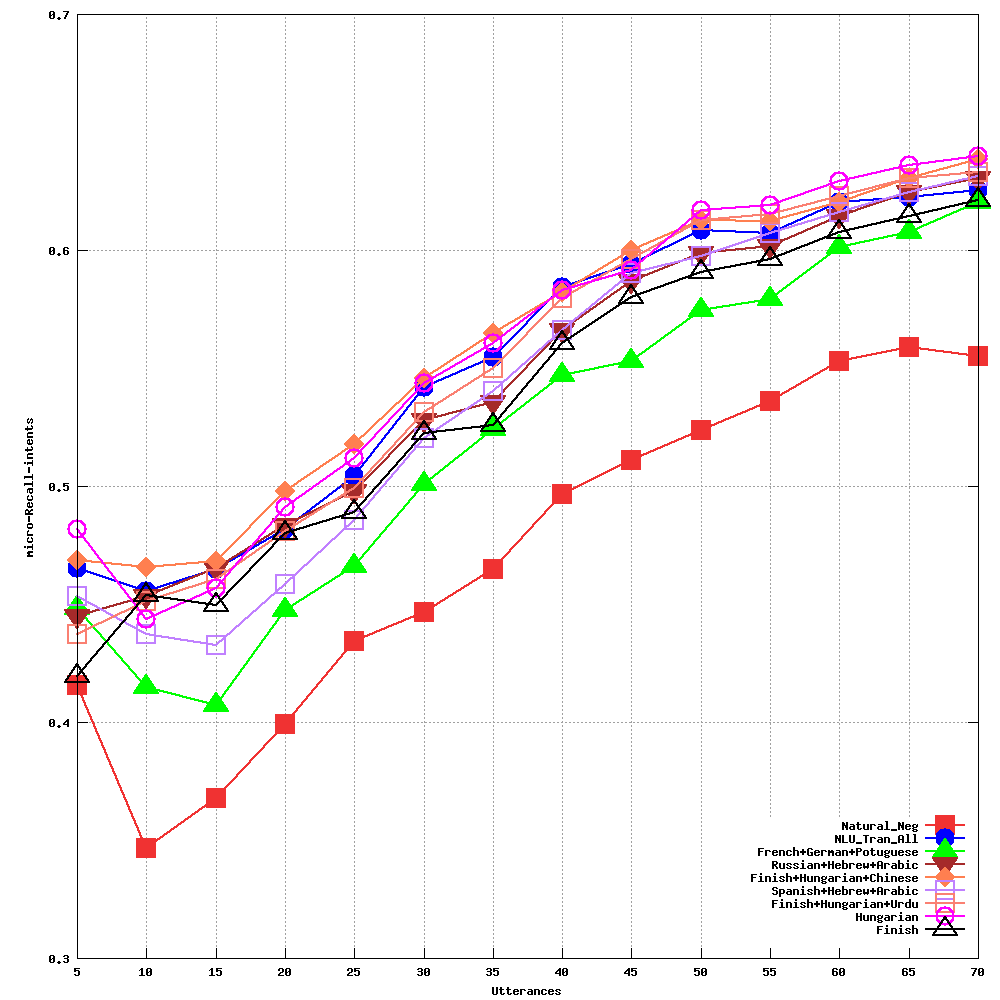 0.7
0.6
0.5
0.4
0.3
micro-Recall-intents
5 10 15 20 25 30 35 40 45 50 55 60 65 70
Utterances
Natural_Neg
NLU_Tran_All
French+German+Potuguese
Russian+Hebrew+Arabic
Finish+Hungarian+Chinese
Spanish+Hebrew+Arabic
Finish+Hungarian+Urdu
Hungarian
Finish